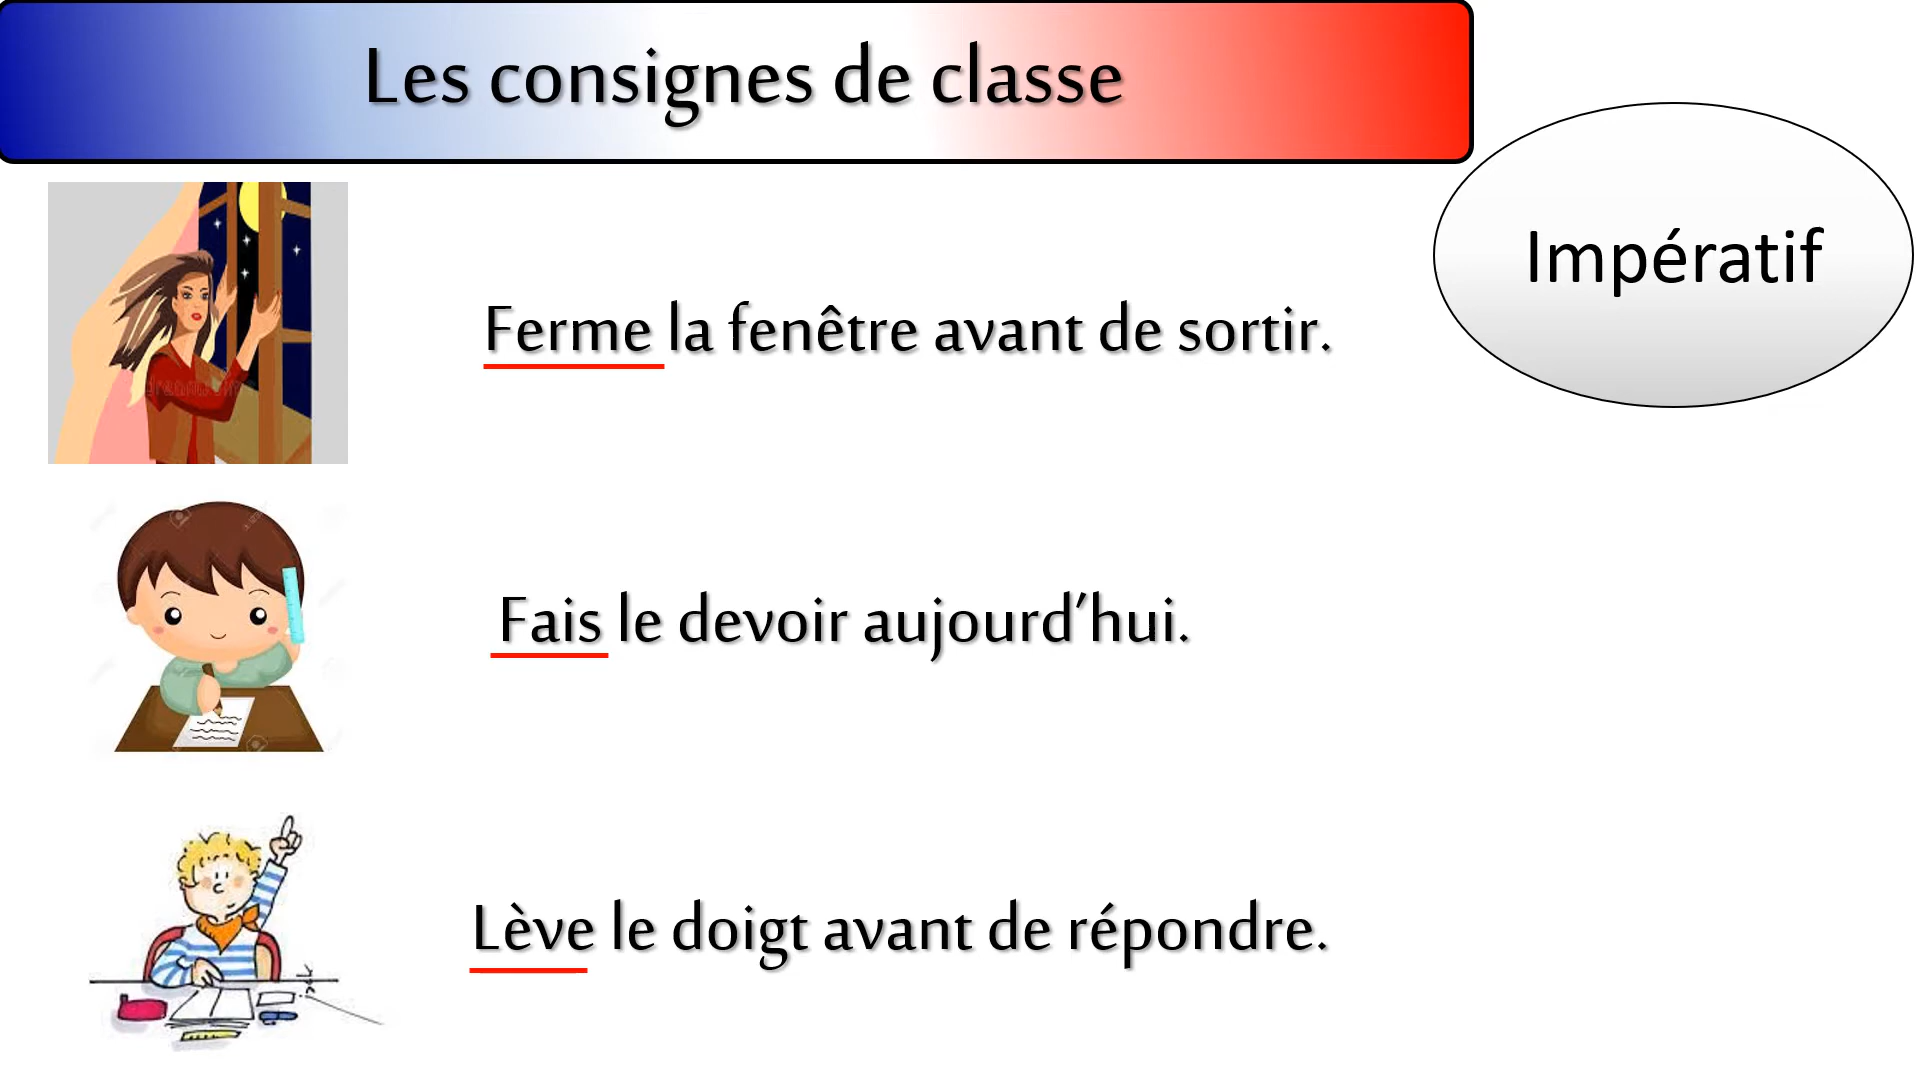 Les consignes de classe
Impératif
Ferme la fenêtre avant de sortir.
Fais le devoir aujourd'hui.
Lève le doigt avant de répondre.